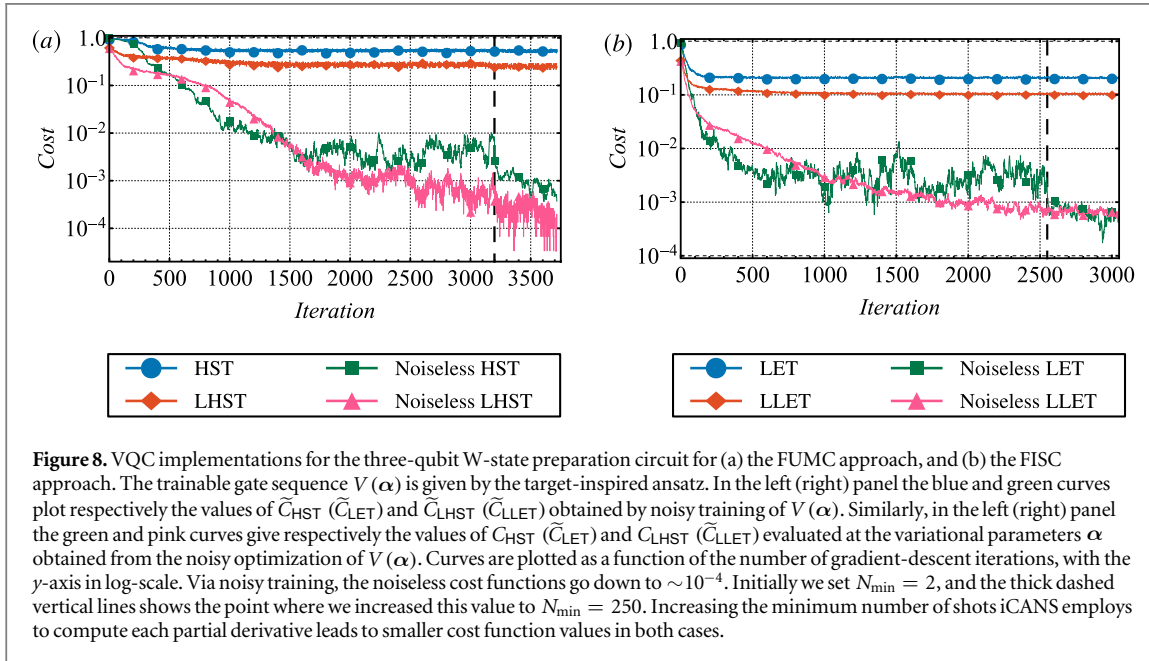 (a)
1.0
10⁻¹
10⁻²
10⁻³
10⁻⁴
Cost
0 500 1000 1500 2000 2500 3000 3500
Iteration
(b)
1.0
10⁻¹
10⁻²
10⁻³
10⁻⁴
Cost
0 500 1000 1500 2000 2500 3000
Iteration
HST Noiseless HST
LHST Noiseless LHST
LET Noiseless LET
LLET Noiseless LLET
Figure 8. VQC implementations for the three-qubit W-state preparation circuit for (a) the FUMC approach, and (b) the FISC
approach. The trainable gate sequence V(α) is given by the target-inspired ansatz. In the left (right) panel the blue and green curves
plot respectively the values of C̃_HST (C̃_LET) and C̃_LHST (C̃_LLET) obtained by noisy training of V(α). Similarly, in the left (right) panel
the green and pink curves give respectively the values of C_HST (C̃_LET) and C_LHST (C̃_LLET) evaluated at the variational parameters α
obtained from the noisy optimization of V(α). Curves are plotted as a function of the number of gradient-descent iterations, with the
y-axis in log-scale. Via noisy training, the noiseless cost functions go down to ∼10⁻⁴. Initially we set N_min = 2, and the thick dashed
vertical lines shows the point where we increased this value to N_min = 250. Increasing the minimum number of shots iCANS employs
to compute each partial derivative leads to smaller cost function values in both cases.